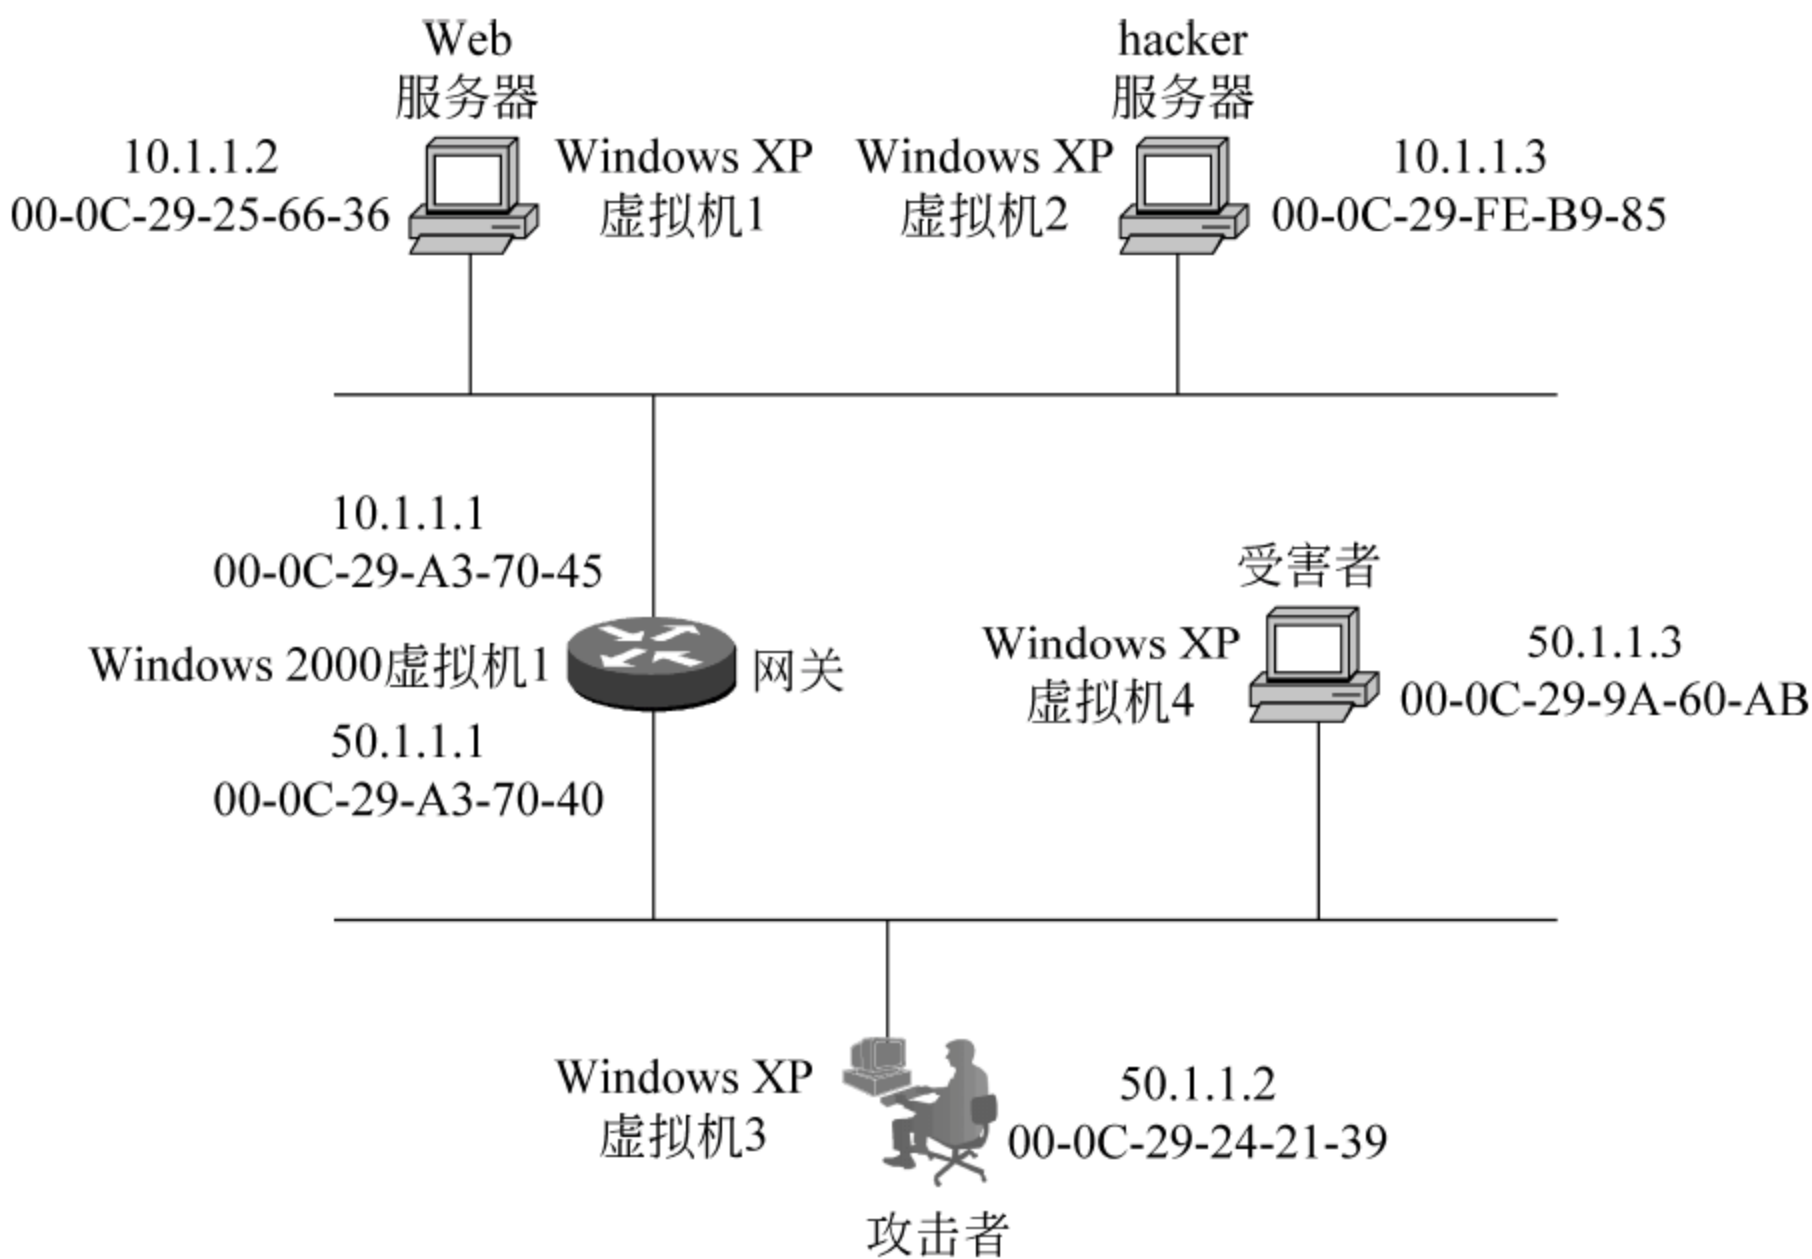 Web
服务器
10.1.1.2
00-0C-29-25-66-36
Windows XP
虚拟机1
hacker
服务器
Windows XP
虚拟机2
10.1.1.3
00-0C-29-FE-B9-85
10.1.1.1
00-0C-29-A3-70-45
Windows 2000虚拟机1
网关
50.1.1.1
00-0C-29-A3-70-40
受害者
Windows XP
虚拟机4
50.1.1.3
00-0C-29-9A-60-AB
Windows XP
虚拟机3
50.1.1.2
00-0C-29-24-21-39
攻击者